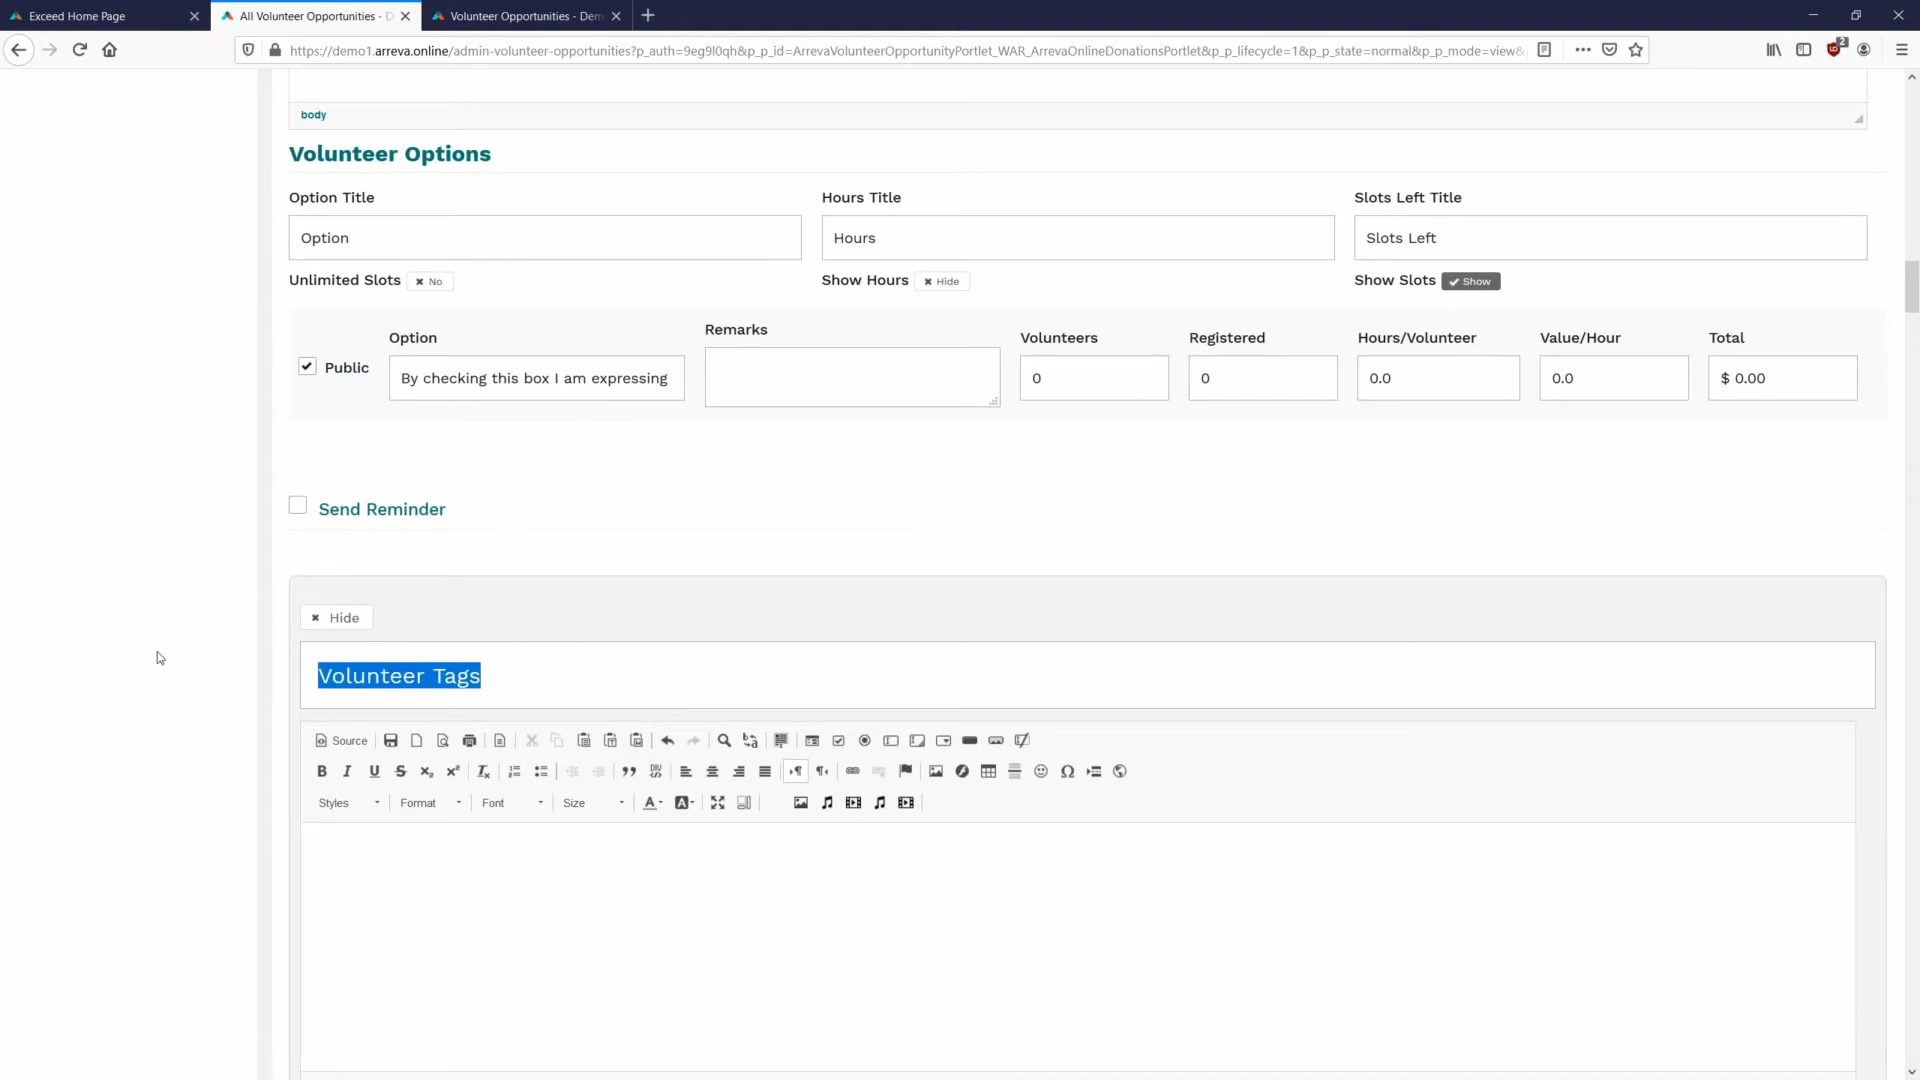 Exceed Home Page
All Volunteer Opportunities - D
Volunteer Opportunities - Dem
https://demo1.arreva.online/admin-volunteer-opportunities?p_auth=9eg9l0qh&p_p_id=ArrevaVolunteerOpportunityPortlet_WAR_ArrevaOnlineDonationsPortlet&p_p_lifecycle=1&p_p_state=normal&p_p_mode=view&
2
body
Volunteer Options
Option Title Hours Title Slots Left Title
Option Hours Slots Left
Unlimited Slots No Show Hours Hide Show Slots Show
Option Remarks Volunteers Registered Hours/Volunteer Value/Hour Total
Public By checking this box I am expressing 0 0 0.0 0.0 $ 0.00
Send Reminder
Hide
Volunteer Tags
Source
Styles Format Font Size